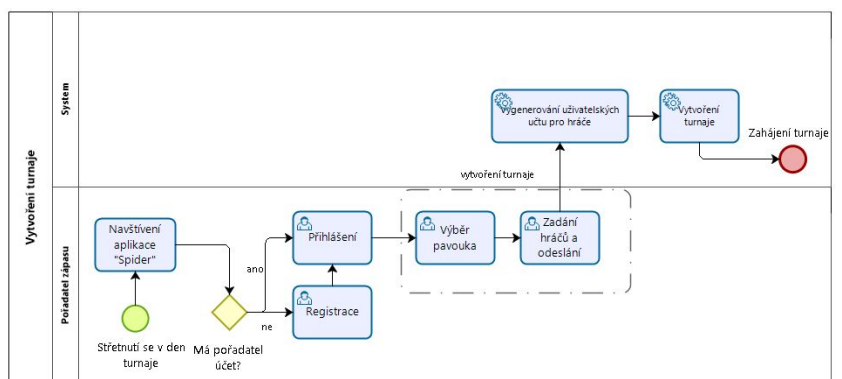 Vytvoření turnaje
System
Vygenerování uživatelských
učtu pro hráče
Vytvoření
turnaje
Zahájení turnaje
vytvoření turnaje
Pořadatel zápasu
Navštívení
aplikace
"Spider"
Přihlášení
Výběr
pavouka
Zadání
hráčů a
odeslání
ano
Registrace
ne
Střetnutí se v den
turnaje
Má pořadatel
účet?